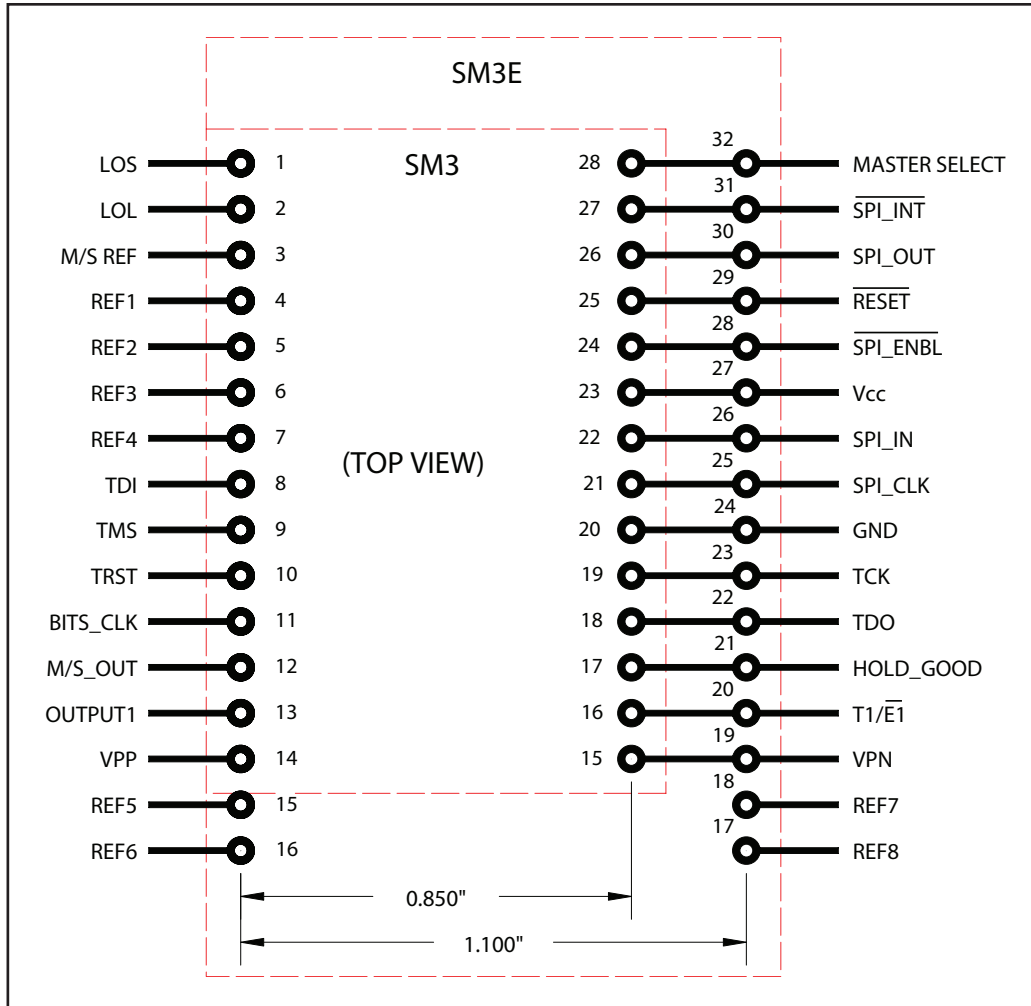 SM3E
SM3
LOS 1 28 32 MASTER SELECT
LOL 2 27 31 SPI_INT
M/S REF 3 26 30 SPI_OUT
REF1 4 25 29 RESET
REF2 5 24 28 SPI_ENBL
REF3 6 23 27 Vcc
REF4 7 22 26 SPI_IN
(TOP VIEW)
TDI 8 21 25 SPI_CLK
TMS 9 20 24 GND
TRST 10 19 23 TCK
BITS_CLK 11 18 22 TDO
M/S_OUT 12 17 21 HOLD_GOOD
OUTPUT1 13 16 20 T1/E1
VPP 14 15 19 VPN
REF5 15 18 REF7
REF6 16 17 REF8
0.850"
1.100"